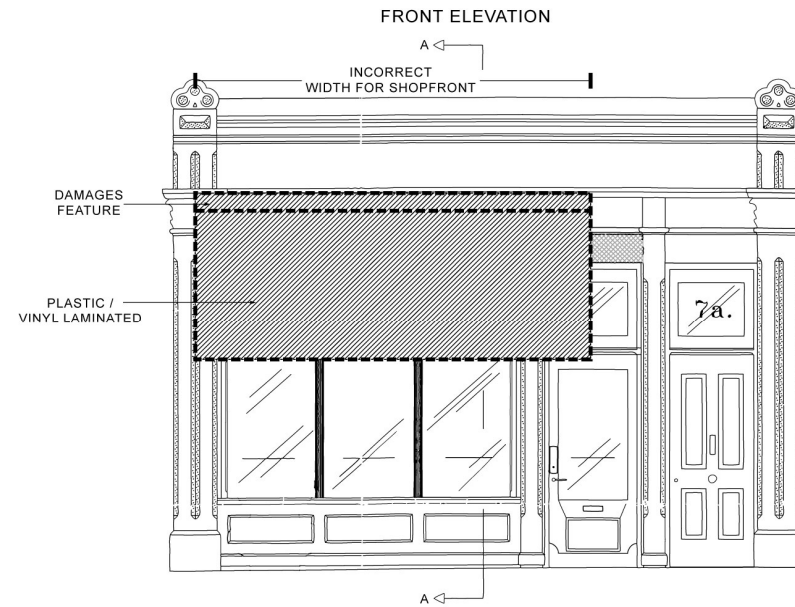 FRONT ELEVATION
A
INCORRECT
WIDTH FOR SHOPFRONT
DAMAGES
FEATURE
PLASTIC /
VINYL LAMINATED
7a.
A